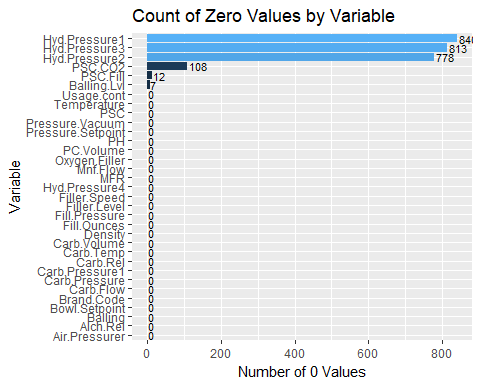 Count of Zero Values by Variable
Hyd.Pressure1 840
Hyd.Pressure3 813
Hyd.Pressure2 778
PSC.CO2 108
PSC.Fill 12
Balling.Lvl 7
Usage.cont 0
Temperature 0
PSC 0
Pressure.Vacuum 0
Pressure.Setpoint 0
PH 0
PC.Volume 0
Oxygen.Filler 0
Mnf.Flow 0
MFR 0
Hyd.Pressure4 0
Filler.Speed 0
Filler.Level 0
Fill.Pressure 0
Fill.Ounces 0
Density 0
Carb.Volume 0
Carb.Temp 0
Carb.Rel 0
Carb.Pressure1 0
Carb.Pressure 0
Carb.Flow 0
Brand.Code 0
Bowl.Setpoint 0
Balling 0
Alch.Rel 0
Air.Pressurer 0
Variable
0 200 400 600 800
Number of 0 Values